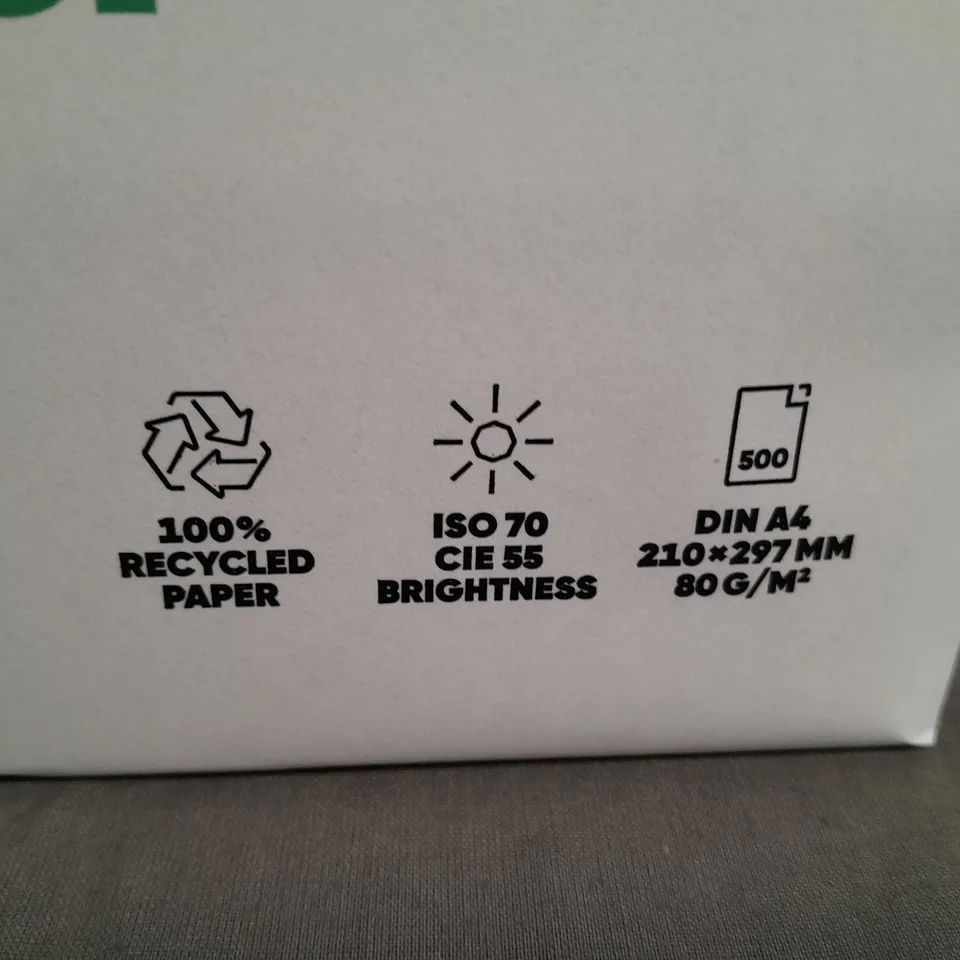 500
100%
RECYCLED
PAPER
ISO 70
CIE 55
BRIGHTNESS
DIN A4
210×297 MM
80 G/M²